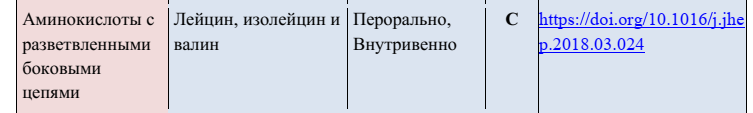 Аминокислоты с
разветвленными
боковыми
цепями
Лейцин, изолейцин и
валин
Перорально,
Внутривенно
C
https://doi.org/10.1016/j.jhe
p.2018.03.024